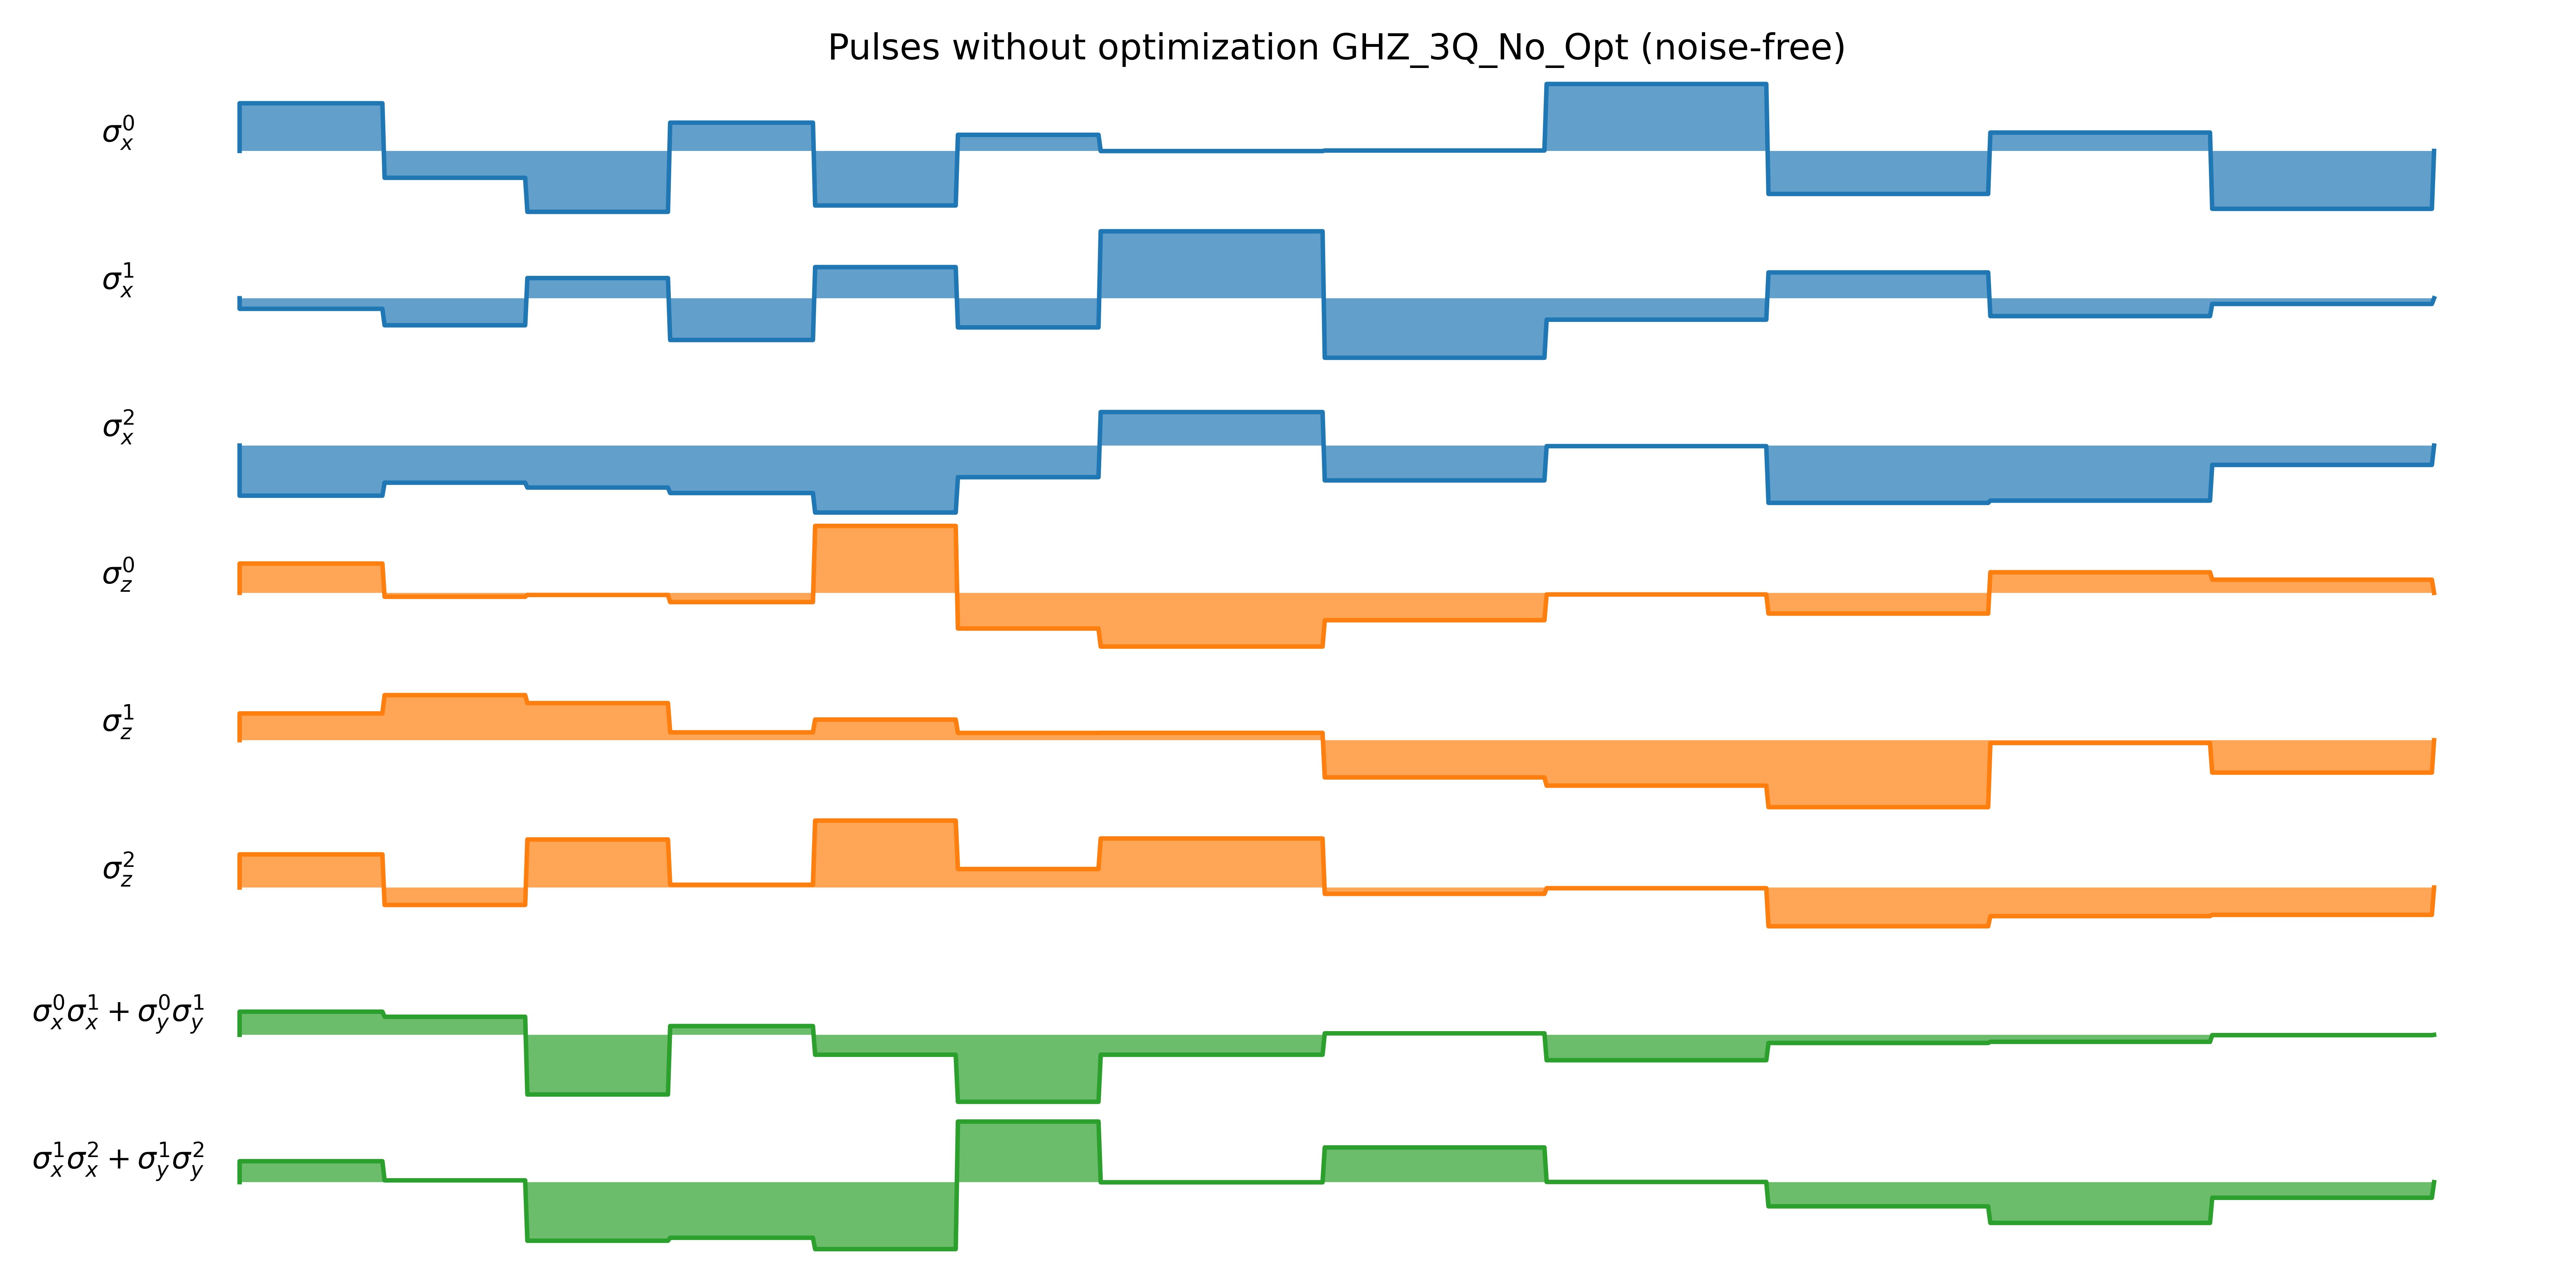 Pulses without optimization GHZ_3Q_No_Opt (noise-free)
σ_x^0
σ_x^1
σ_x^2
σ_z^0
σ_z^1
σ_z^2
σ_x^0σ_x^1 + σ_y^0σ_y^1
σ_x^1σ_x^2 + σ_y^1σ_y^2